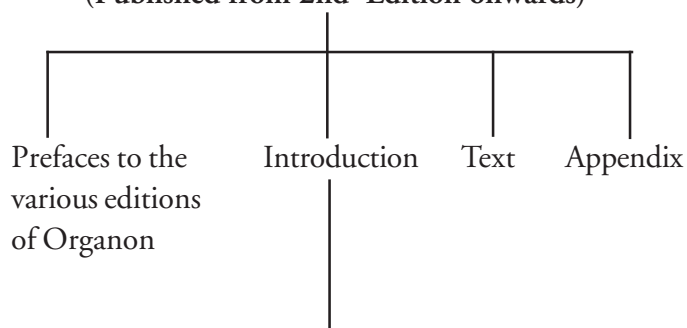 (Published from 2nd Edition onwards)
Prefaces to the
various editions
of Organon
Introduction
Text
Appendix